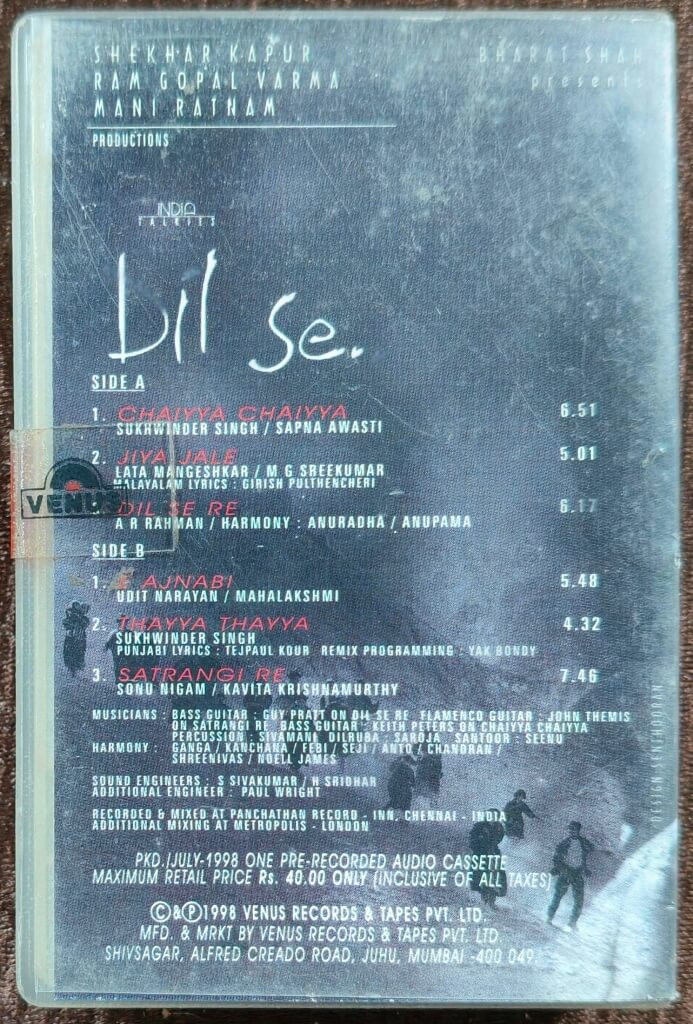 SHEKHAR KAPUR
RAM GOPAL VARMA
MANI RATNAM
PRODUCTIONS
BHARAT SHAH
presents
INDIA
TALKIES
Dil se.
SIDE A
1. CHAIYYA CHAIYYA 6.51
SUKHWINDER SINGH / SAPNA AWASTI
2. JIYA JALE 5.01
LATA MANGESHKAR / M G SREEKUMAR
MALAYALAM LYRICS : GIRISH PULTHENCHERI
DIL SE RE 6.17
A R RAHMAN / HARMONY : ANURADHA / ANUPAMA
VENUS
SIDE B
1. E AJNABI 5.48
UDIT NARAYAN / MAHALAKSHMI
2. THAYYA THAYYA 4.32
SUKHWINDER SINGH
PUNJABI LYRICS : TEJPAUL KOUR REMIX PROGRAMMING : YAK BONDY
3. SATRANGI RE 7.46
SONU NIGAM / KAVITA KRISHNAMURTHY
MUSICIANS : BASS GUITAR : GUY PRATT ON DIL SE RE FLAMENCO GUITAR : JOHN THEMIS
ON SATRANGI RE BASS GUITAR : KEITH PETERS ON CHAIYYA CHAIYYA
PERCUSSION : SIVAMANI DILRUBA : SAROJA SANTOOR : SEENU
HARMONY : GANGA / KANCHANA / FEBI / SEJI / ANTO / CHANDRAN /
SHREENIVAS / NOELL JAMES
SOUND ENGINEERS : S SIVAKUMAR / H SRIDHAR
ADDITIONAL ENGINEER : PAUL WRIGHT
RECORDED & MIXED AT PANCHATHAN RECORD - INN, CHENNAI - INDIA
ADDITIONAL MIXING AT METROPOLIS - LONDON
DESIGN SENEHDORAN
PKD./JULY-1998 ONE PRE-RECORDED AUDIO CASSETTE
MAXIMUM RETAIL PRICE Rs. 40.00 ONLY (INCLUSIVE OF ALL TAXES)
©&℗1998 VENUS RECORDS & TAPES PVT. LTD.
MFD. & MRKT BY VENUS RECORDS & TAPES PVT. LTD.
SHIVSAGAR, ALFRED CREADO ROAD, JUHU, MUMBAI -400 049.